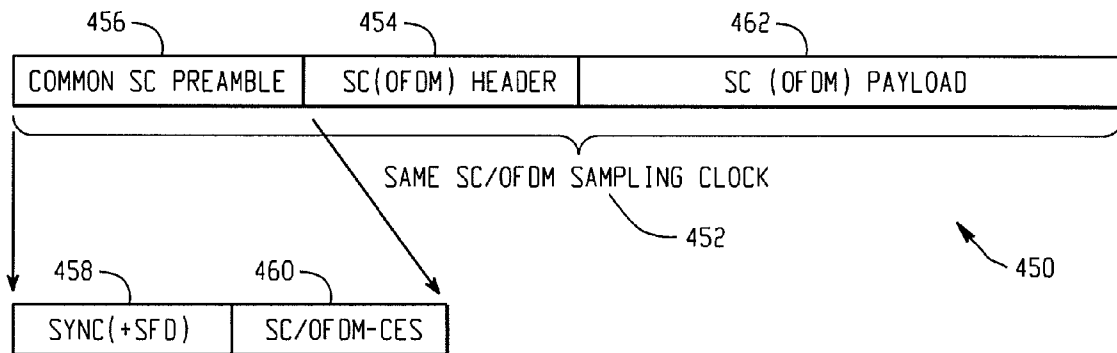 456 454 462
COMMON SC PREAMBLE SC(OFDM) HEADER SC (OFDM) PAYLOAD
SAME SC/OFDM SAMPLING CLOCK
452
450
458 460
SYNC(+SFD) SC/OFDM-CES